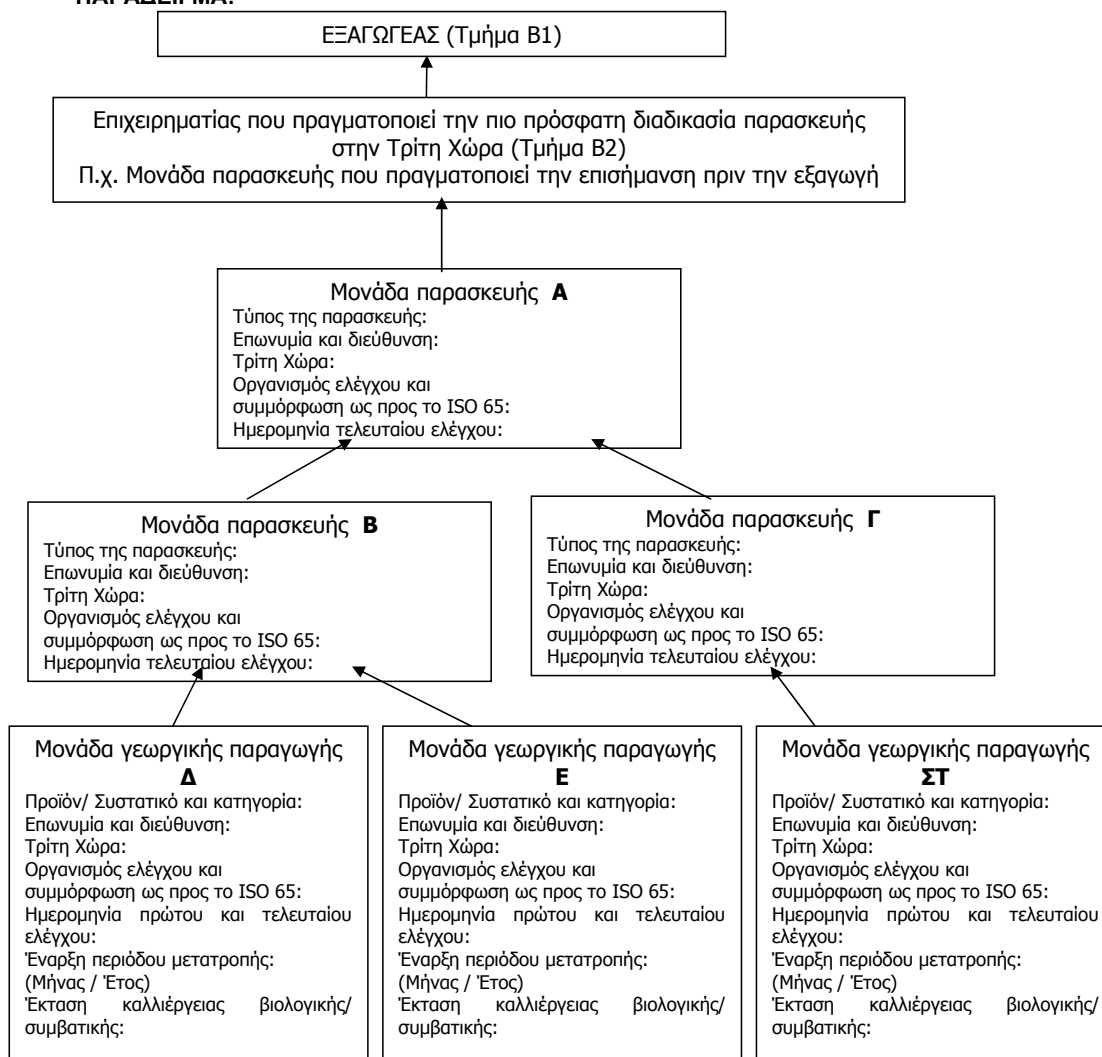 ΠΑΡΑΔΕΙΓΜΑ:
ΕΞΑΓΩΓΕΑΣ (Τμήμα Β1)
Επιχειρηματίας που πραγματοποιεί την πιο πρόσφατη διαδικασία παρασκευής
στην Τρίτη Χώρα (Τμήμα Β2)
Π.χ. Μονάδα παρασκευής που πραγματοποιεί την επισήμανση πριν την εξαγωγή
Μονάδα παρασκευής Α
Τύπος της παρασκευής:
Επωνυμία και διεύθυνση:
Τρίτη Χώρα:
Οργανισμός ελέγχου και
συμμόρφωση ως προς το ISO 65:
Ημερομηνία τελευταίου ελέγχου:
Μονάδα παρασκευής Β
Τύπος της παρασκευής:
Επωνυμία και διεύθυνση:
Τρίτη Χώρα:
Οργανισμός ελέγχου και
συμμόρφωση ως προς το ISO 65:
Ημερομηνία τελευταίου ελέγχου:
Μονάδα παρασκευής Γ
Τύπος της παρασκευής:
Επωνυμία και διεύθυνση:
Τρίτη Χώρα:
Οργανισμός ελέγχου και
συμμόρφωση ως προς το ISO 65:
Ημερομηνία τελευταίου ελέγχου:
Μονάδα γεωργικής παραγωγής
Δ
Προϊόν/ Συστατικό και κατηγορία:
Επωνυμία και διεύθυνση:
Τρίτη Χώρα:
Οργανισμός ελέγχου και
συμμόρφωση ως προς το ISO 65:
Ημερομηνία πρώτου και τελευταίου
ελέγχου:
Έναρξη περιόδου μετατροπής:
(Μήνας / Έτος)
Έκταση καλλιέργειας βιολογικής/
συμβατικής:
Μονάδα γεωργικής παραγωγής
Ε
Προϊόν/ Συστατικό και κατηγορία:
Επωνυμία και διεύθυνση:
Τρίτη Χώρα:
Οργανισμός ελέγχου και
συμμόρφωση ως προς το ISO 65:
Ημερομηνία πρώτου και τελευταίου
ελέγχου:
Έναρξη περιόδου μετατροπής:
(Μήνας / Έτος)
Έκταση καλλιέργειας βιολογικής/
συμβατικής:
Μονάδα γεωργικής παραγωγής
ΣΤ
Προϊόν/ Συστατικό και κατηγορία:
Επωνυμία και διεύθυνση:
Τρίτη Χώρα:
Οργανισμός ελέγχου και
συμμόρφωση ως προς το ISO 65:
Ημερομηνία πρώτου και τελευταίου
ελέγχου:
Έναρξη περιόδου μετατροπής:
(Μήνας / Έτος)
Έκταση καλλιέργειας βιολογικής/
συμβατικής: